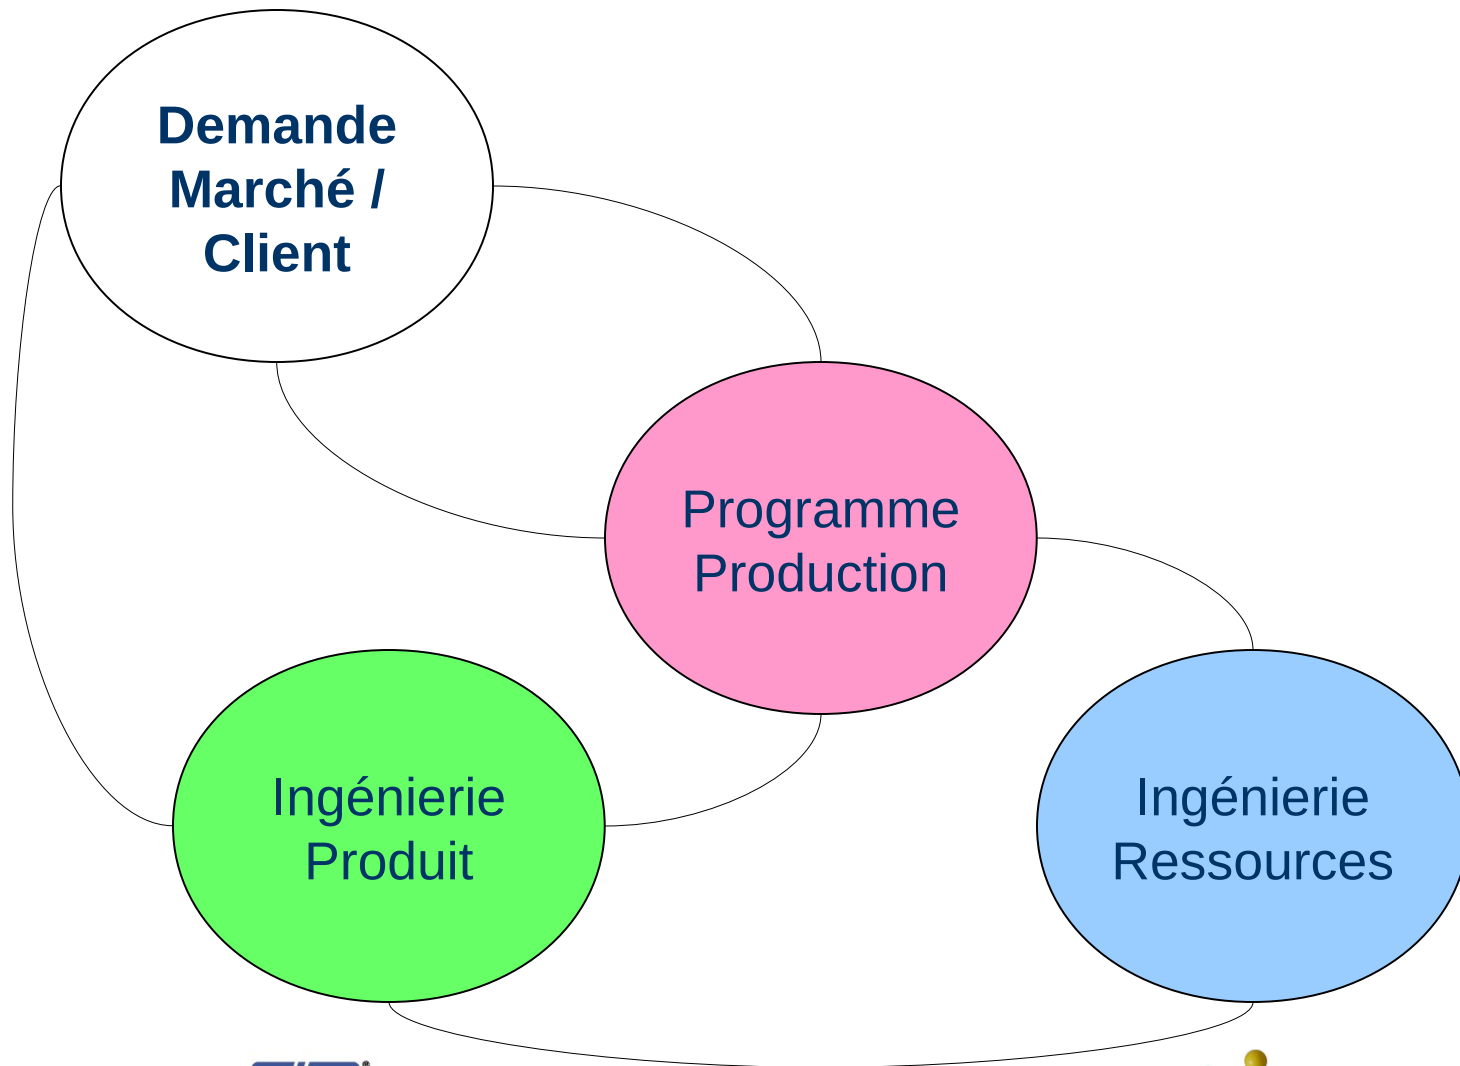 Demande
Marché /
Client
Programme
Production
Ingénierie
Produit
Ingénierie
Ressources